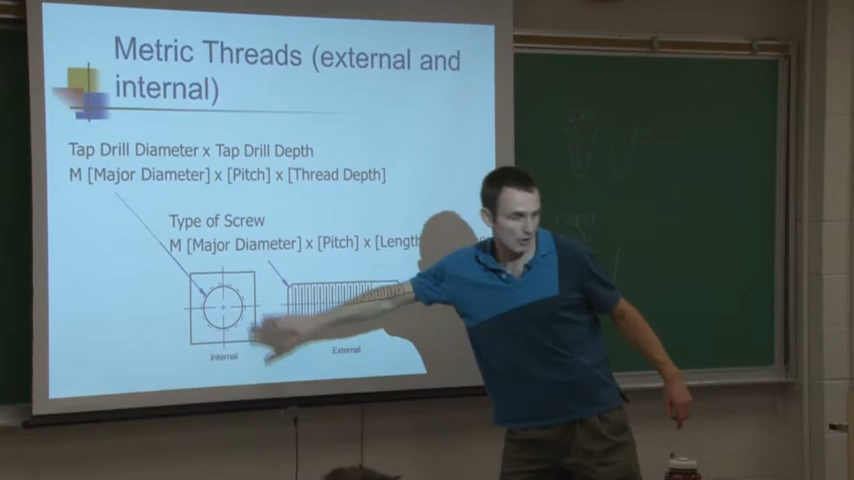 Metric Threads (external and
internal)
Tap Drill Diameter x Tap Drill Depth
M [Major Diameter] x [Pitch] x [Thread Depth]
Type of Screw
M [Major Diameter] x [Pitch] x [Length
Internal
External